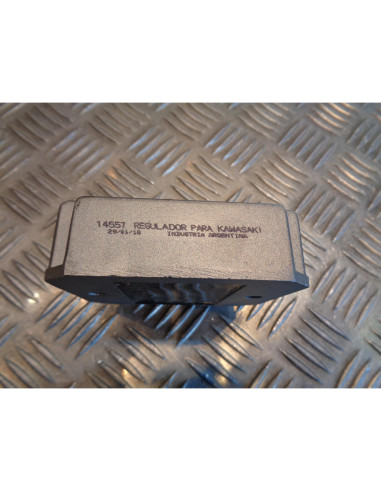 14557 REGULADOR PARA KAWASAKI
29/01/18 INDUSTRIA ARGENTINA